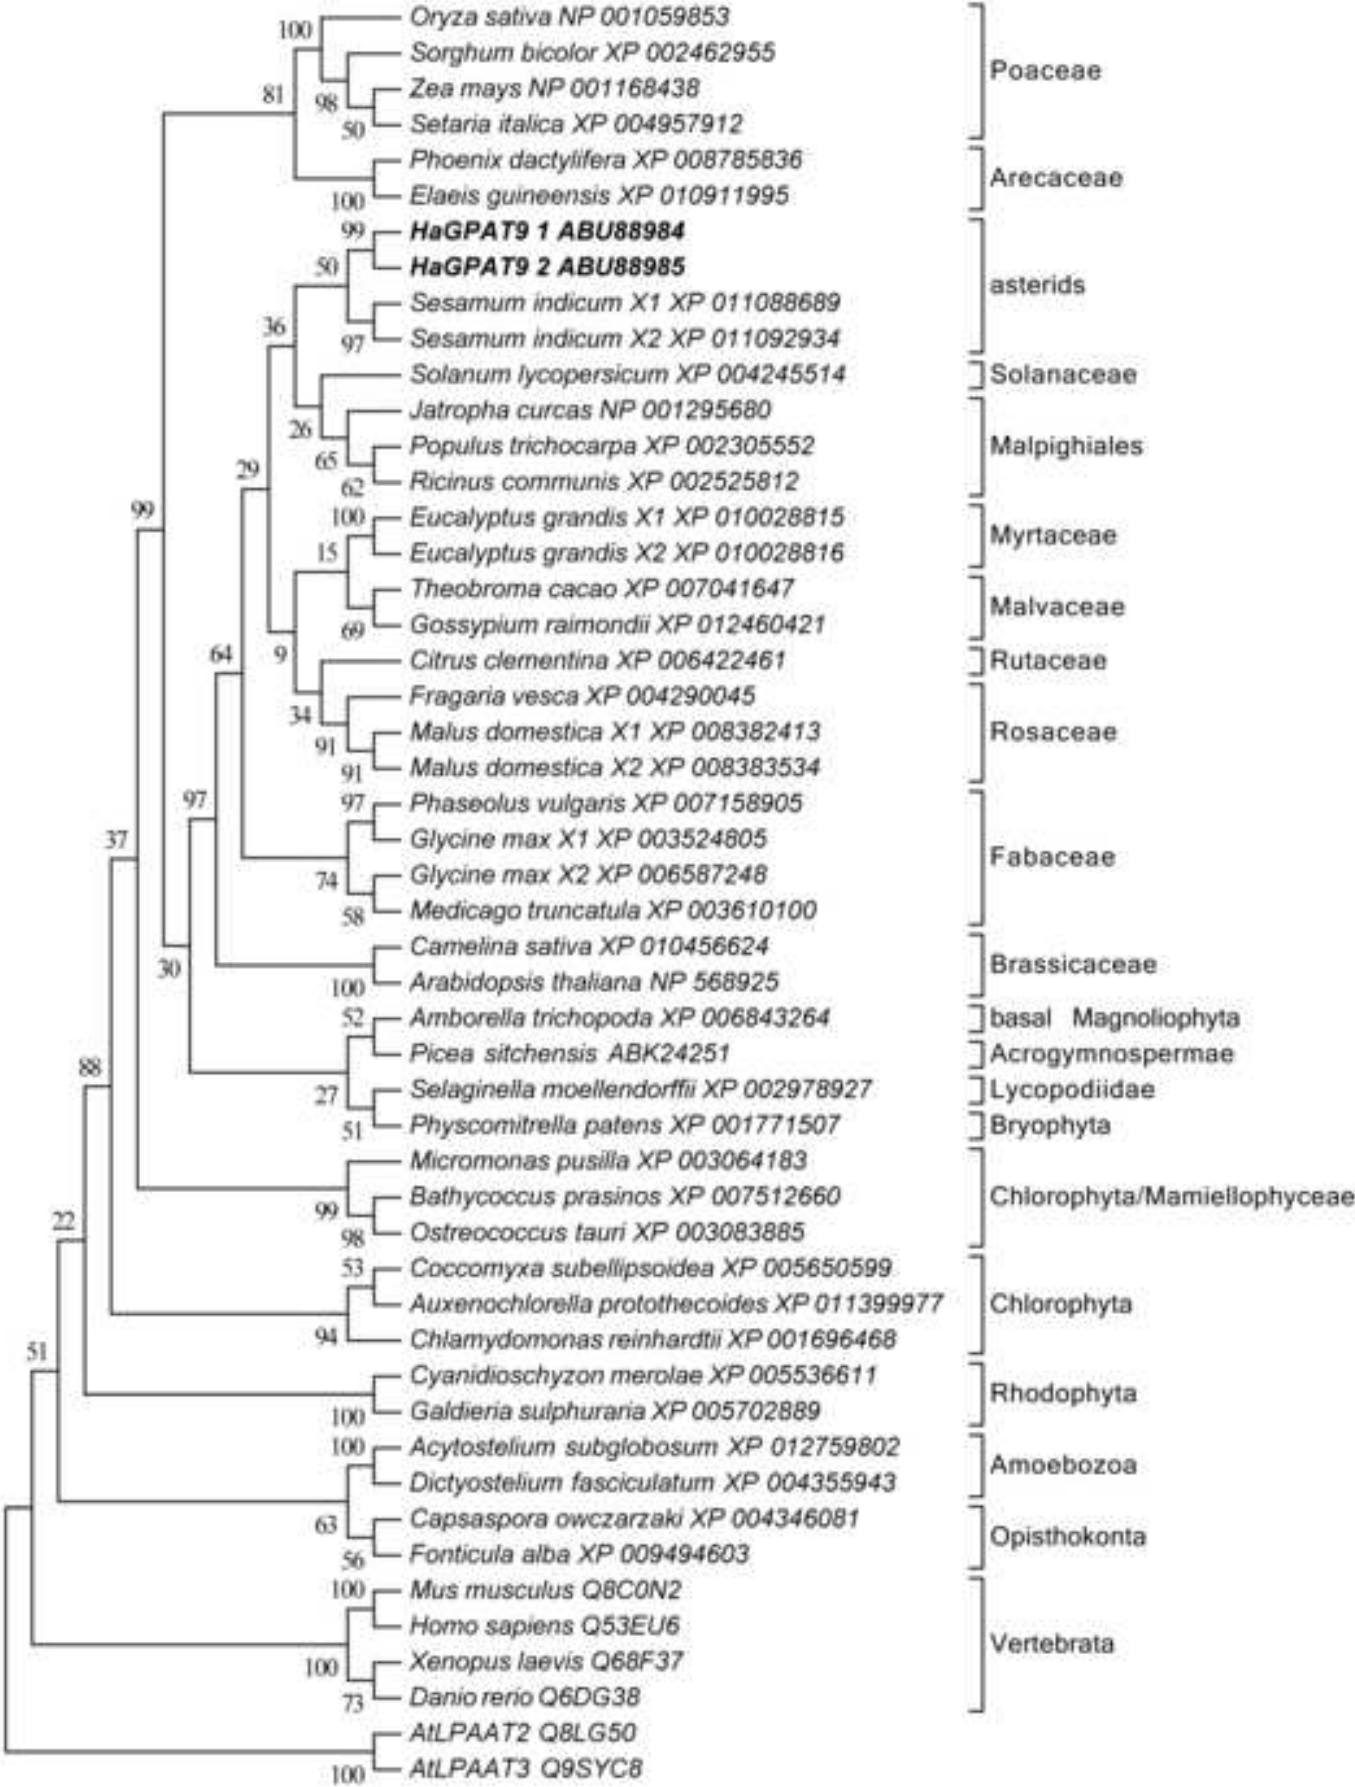 Oryza sativa NP 001059853
100
Sorghum bicolor XP 002462955
Poaceae
Zea mays NP 001168438
81
98
Setaria italica XP 004957912
50
Phoenix dactylifera XP 008785836
Arecaceae
Elaeis guineensis XP 010911995
100
HaGPAT9 1 ABU88984
99
HaGPAT9 2 ABU88985
50
asterids
Sesamum indicum X1 XP 011088689
36
Sesamum indicum X2 XP 011092934
97
Solanum lycopersicum XP 004245514
Solanaceae
Jatropha curcas NP 001295680
26
Populus trichocarpa XP 002305552
Malpighiales
65
Ricinus communis XP 002525812
29
62
Eucalyptus grandis X1 XP 010028815
99
100
Myrtaceae
Eucalyptus grandis X2 XP 010028816
15
Theobroma cacao XP 007041647
Malvaceae
Gossypium raimondii XP 012460421
69
Citrus clementina XP 006422461
64
9
Rutaceae
Fragaria vesca XP 004290045
34
Malus domestica X1 XP 008382413
Rosaceae
91
Malus domestica X2 XP 008383534
91
Phaseolus vulgaris XP 007158905
97
97
Glycine max X1 XP 003524805
37
Fabaceae
Glycine max X2 XP 006587248
74
Medicago truncatula XP 003610100
58
Camelina sativa XP 010456624
30
Brassicaceae
Arabidopsis thaliana NP 568925
100
Amborella trichopoda XP 006843264
52
basal Magnoliophyta
Picea sitchensis ABK24251
Acrogymnospermae
88
Selaginella moellendorffii XP 002978927
27
Lycopodiidae
Physcomitrella patens XP 001771507
51
Bryophyta
Micromonas pusilla XP 003064183
Bathycoccus prasinos XP 007512660
Chlorophyta/Mamiellophyceae
99
22
Ostreococcus tauri XP 003083885
98
Coccomyxa subellipsoidea XP 005650599
53
Auxenochlorella protothecoides XP 011399977
Chlorophyta
Chlamydomonas reinhardtii XP 001696468
94
51
Cyanidioschyzon merolae XP 005536611
Rhodophyta
Galdieria sulphuraria XP 005702889
100
Acytostelium subglobosum XP 012759802
100
Amoebozoa
Dictyostelium fasciculatum XP 004355943
Capsaspora owczarzaki XP 004346081
63
Opisthokonta
Fonticula alba XP 009494603
56
Mus musculus Q8C0N2
100
Homo sapiens Q53EU6
Vertebrata
Xenopus laevis Q68F37
100
Danio rerio Q6DG38
73
AtLPAAT2 Q8LG50
AtLPAAT3 Q9SYC8
100